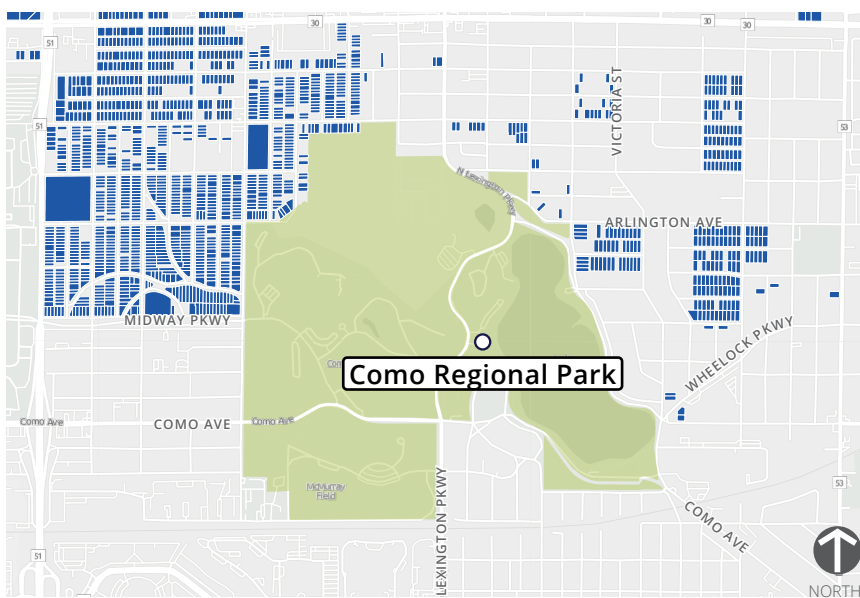 30
30
30
51
VICTORIA ST
51
53
N Lexington Pkwy
ARLINGTON AVE
MIDWAY PKWY
WHEELOCK PKWY
Como Regional Park
Como Ave
COMO AVE
Como Ave
McMurray
Field
LEXINGTON PKWY
53
COMO AVE
51
NORTH